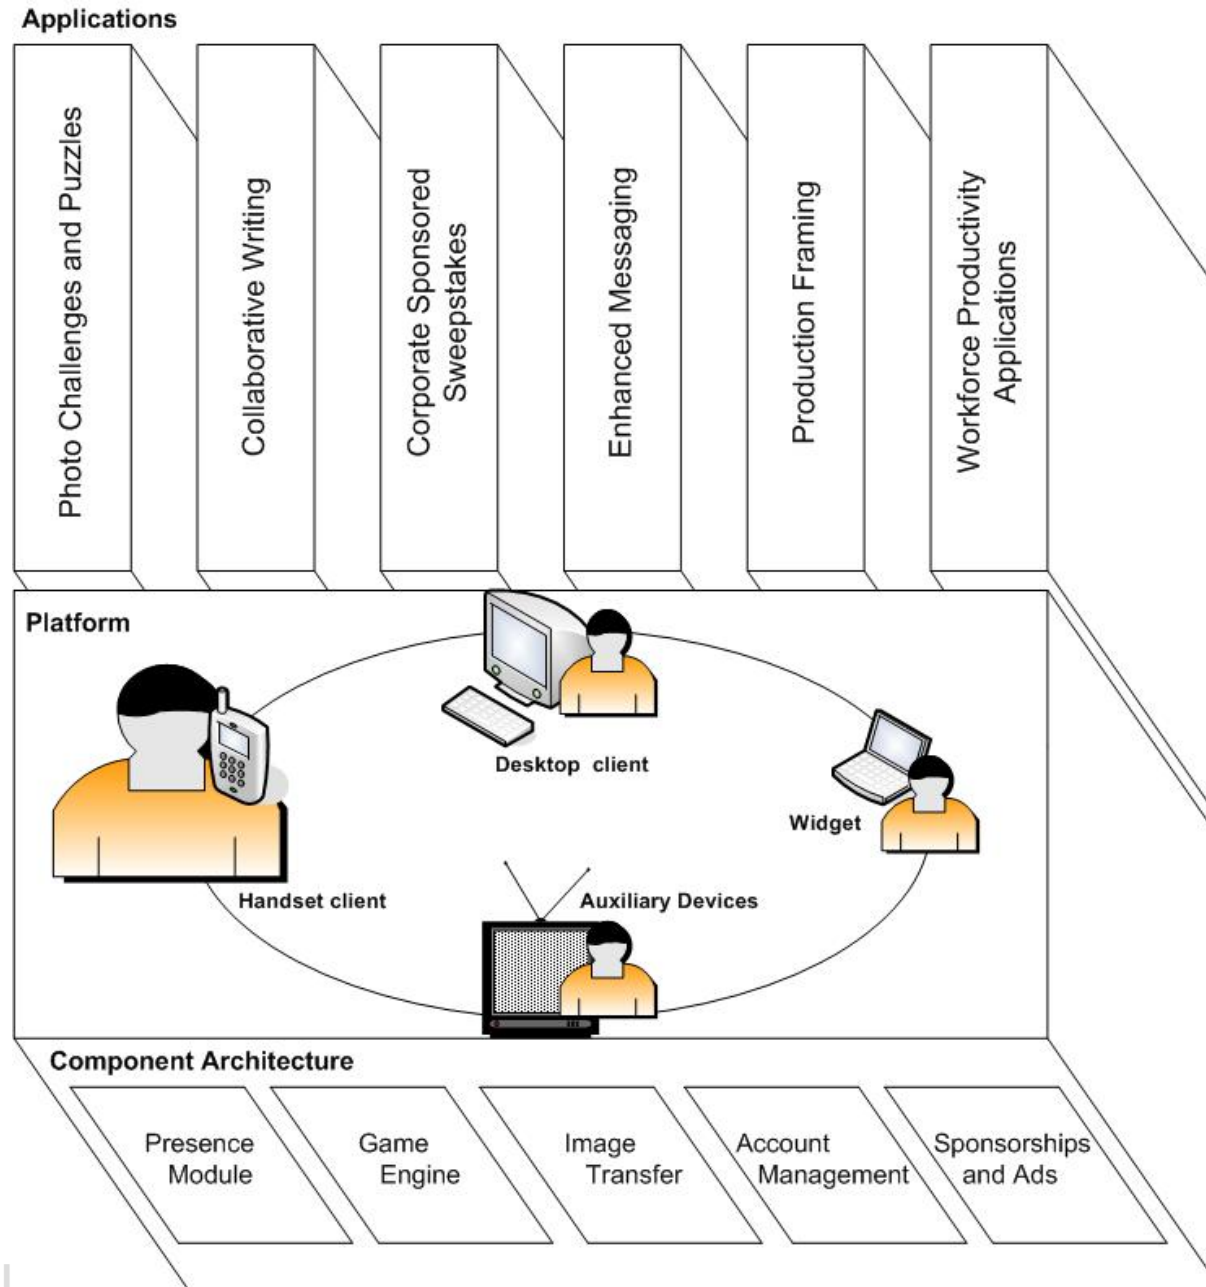 Applications
Photo Challenges and Puzzles
Collaborative Writing
Corporate Sponsored
Sweepstakes
Enhanced Messaging
Production Framing
Workforce Productivity
Applications
Platform
Desktop client
Widget
Handset client
Auxiliary Devices
Component Architecture
Presence
Module
Game
Engine
Image
Transfer
Account
Management
Sponsorships
and Ads